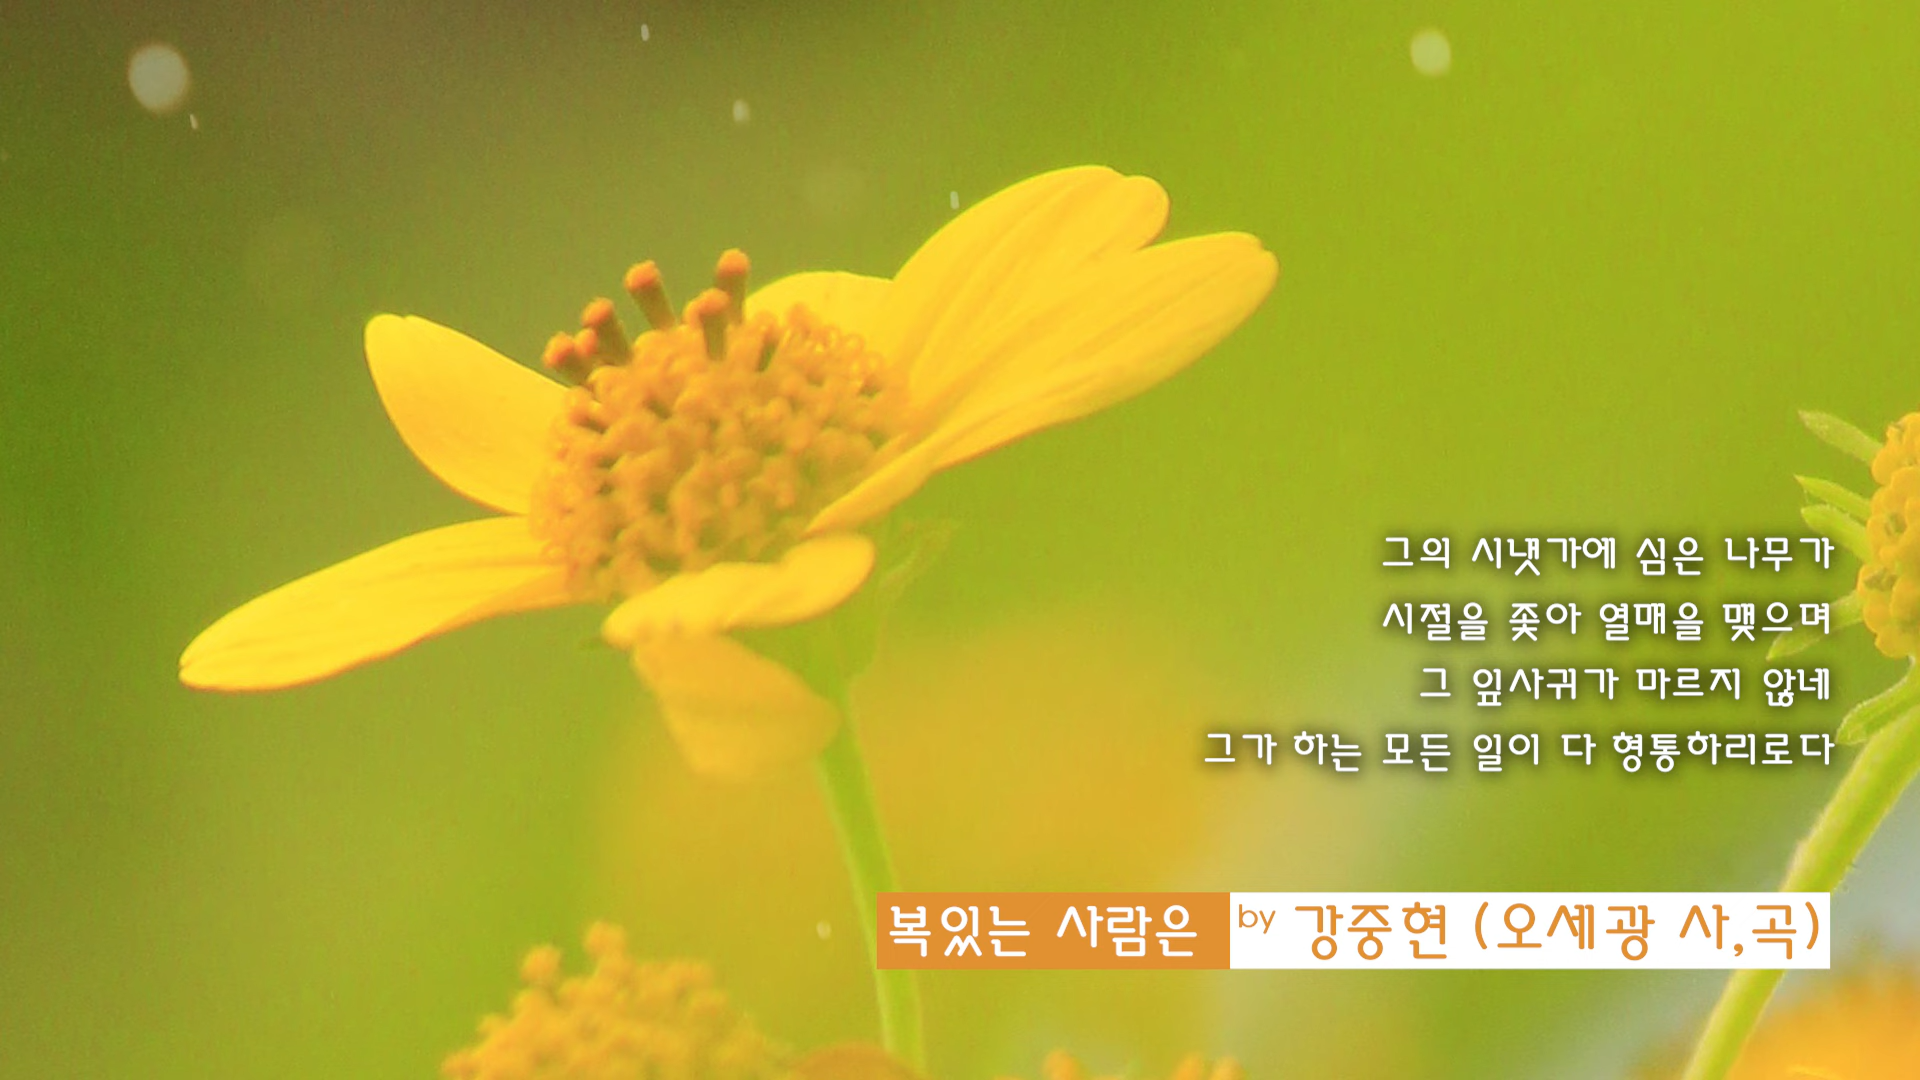 그의 시냇가에 심은 나무가
시절을 좇아 열매을 맺으며
그 잎사귀가 마르지 않네
그가 하는 모든 일이 다 형통하리로다
복있는 사람은 by 강중현 (오세광 사,곡)